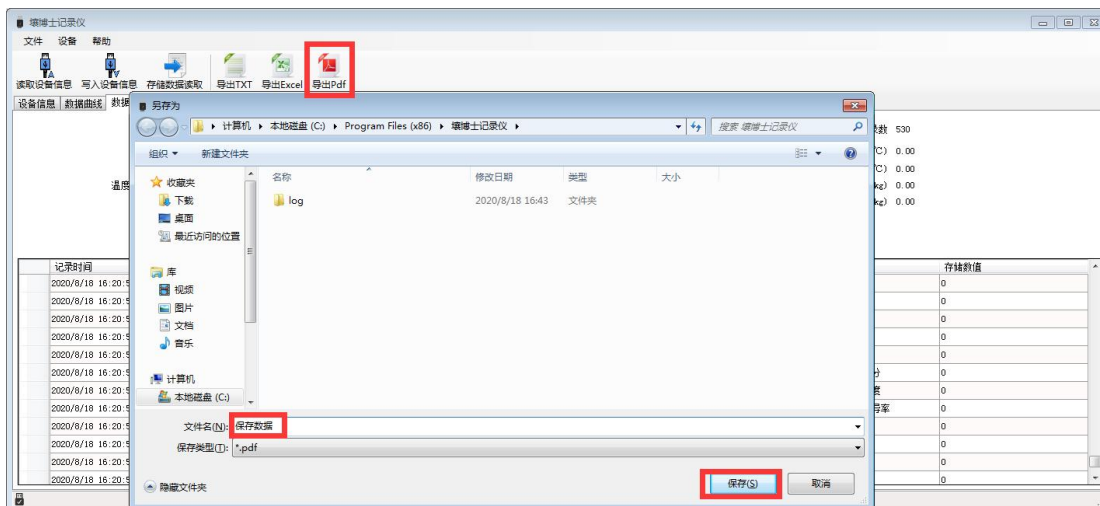 壤博士记录仪
文件 设备 帮助
读取设备信息 写入设备信息 存储数据读取 导出TXT 导出Excel 导出Pdf
设备信息 数据曲线 数据
另存为
计算机 本地磁盘 (C:) Program Files (x86) 壤博士记录仪
搜索 壤博士记录仪
组织 新建文件夹
名称 修改日期 类型 大小
log 2020/8/18 16:43 文件夹
收藏夹
下载
桌面
最近访问的位置
库
视频
图片
文档
音乐
计算机
本地磁盘 (C:)
文件名(N): 保存数据
保存类型(T): *.pdf
隐藏文件夹
保存(S) 取消
数 530
℃) 0.00
℃) 0.00
kg) 0.00
kg) 0.00
温度
记录时间 存储数值
2020/8/18 16:20:5 0
2020/8/18 16:20:5 0
2020/8/18 16:20:5 0
2020/8/18 16:20:5 0
2020/8/18 16:20:5 0
2020/8/18 16:20:5 0
2020/8/18 16:20:5 0
2020/8/18 16:20:5 导率 0
2020/8/18 16:20:5 0
2020/8/18 16:20:5 0
2020/8/18 16:20:5 0
2020/8/18 16:20:5 0